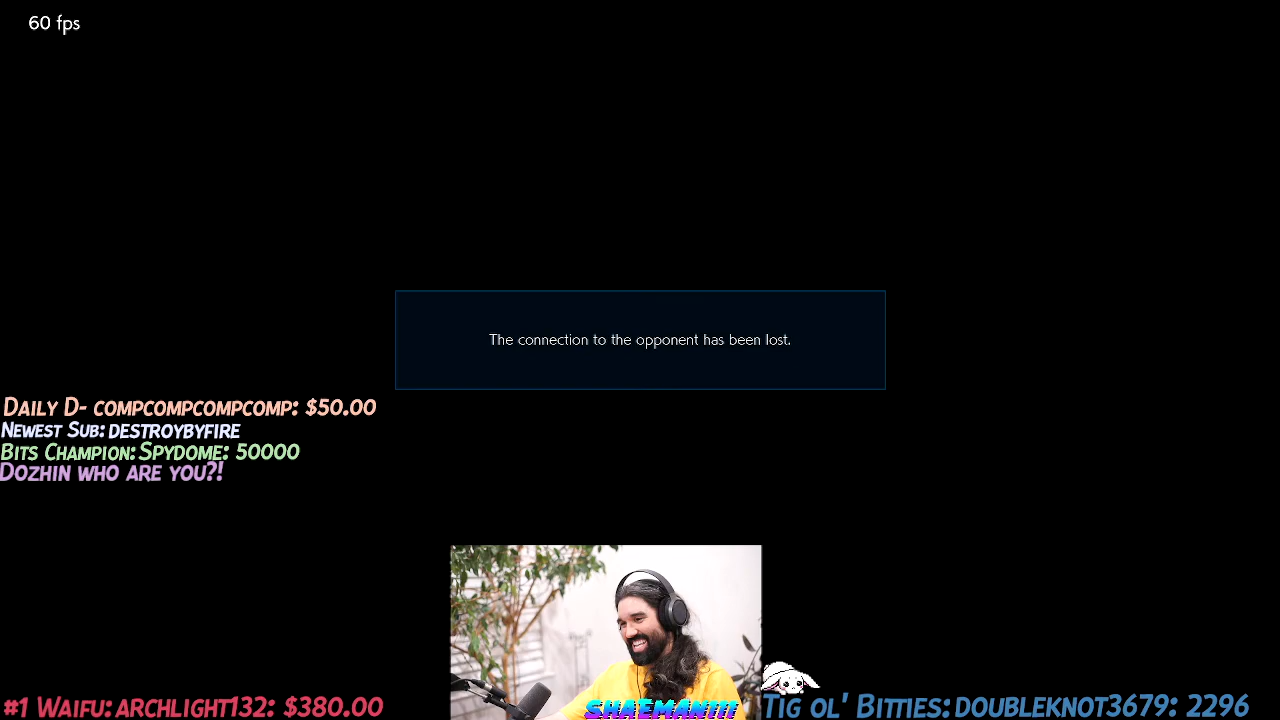 60 fps
The connection to the opponent has been lost.
Daily D- compcompcompcomp: $50.00
Newest Sub: destroybyfire
Bits Champion: Spydome: 50000
Dozhin who are you?!
SHAEMAN!!!
#1 Waifu: archlight132: $380.00
Tig ol' Bitties: doubleknot3679: 2296